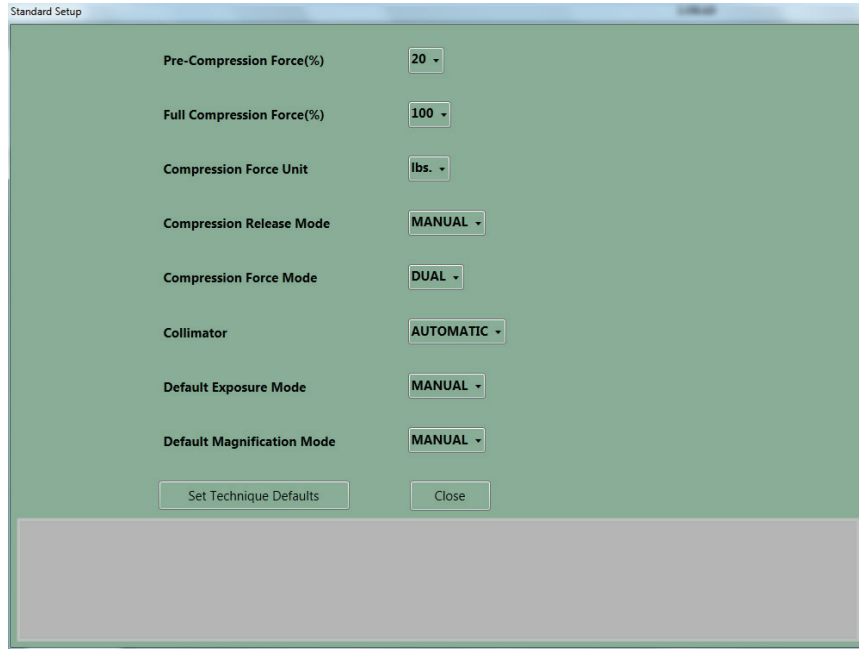 Standard Setup
Pre-Compression Force(%) 20
Full Compression Force(%) 100
Compression Force Unit lbs.
Compression Release Mode MANUAL
Compression Force Mode DUAL
Collimator AUTOMATIC
Default Exposure Mode MANUAL
Default Magnification Mode MANUAL
Set Technique Defaults Close